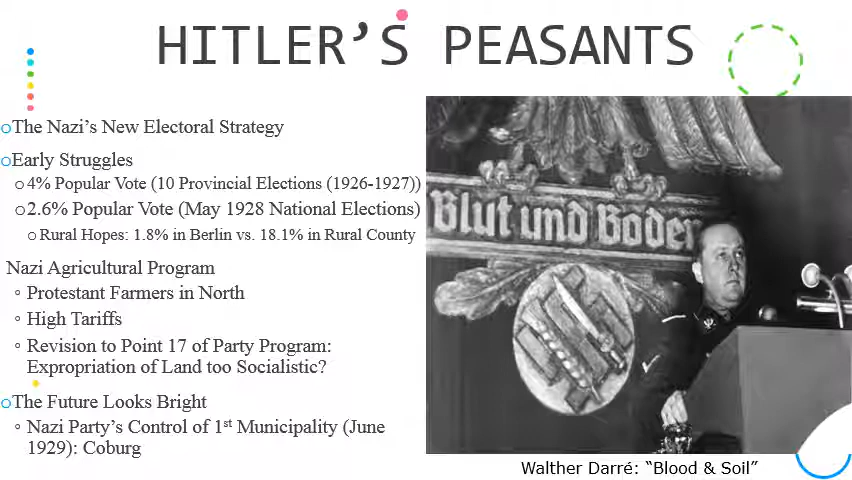 HITLER’S PEASANTS
The Nazi’s New Electoral Strategy
Early Struggles
4% Popular Vote (10 Provincial Elections (1926-1927))
2.6% Popular Vote (May 1928 National Elections)
Rural Hopes: 1.8% in Berlin vs. 18.1% in Rural County
Nazi Agricultural Program
Protestant Farmers in North
High Tariffs
Revision to Point 17 of Party Program:
Expropriation of Land too Socialistic?
The Future Looks Bright
Nazi Party’s Control of 1st Municipality (June
1929): Coburg
Blut und Boden
Walther Darré: “Blood & Soil”